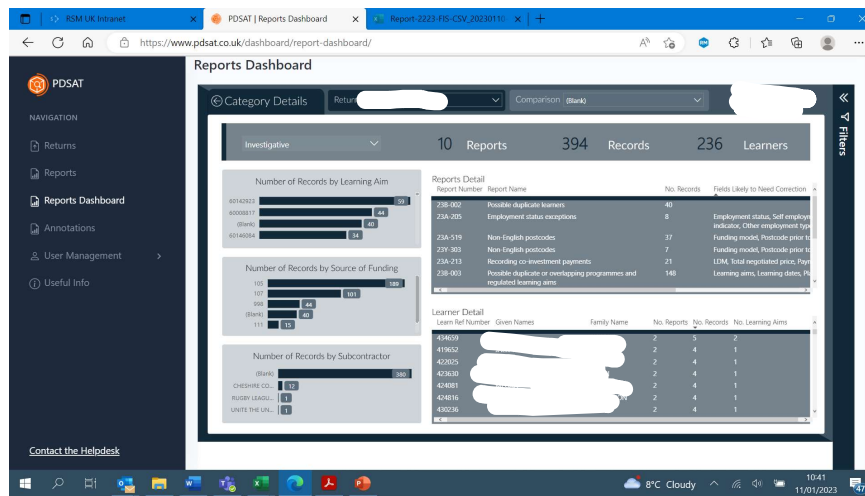 RSM UK Intranet
PDSAT | Reports Dashboard
Report-2223-FIS-CSV_20230110
https://www.pdsat.co.uk/dashboard/report-dashboard/
PDSAT
NAVIGATION
Returns
Reports
Reports Dashboard
Annotations
User Management
Useful Info
Contact the Helpdesk
Reports Dashboard
Category Details
Return
Comparison (Blank)
Filters
Investigative
10 Reports
394 Records
236 Learners
Number of Records by Learning Aim
60142923 59
60008817 44
(Blank) 40
60146084 34
Number of Records by Source of Funding
105 189
107 101
998 44
(Blank) 40
111 15
Number of Records by Subcontractor
(Blank) 380
CHESHIRE CO... 12
RUGBY LEAGU... 1
UNITE THE UN... 1
Reports Detail
Report Number Report Name No. Records Fields Likely to Need Correction
23B-002 Possible duplicate learners 40
23A-205 Employment status exceptions 8 Employment status, Self employm
indicator, Other employment type
23A-519 Non-English postcodes 37 Funding model, Postcode prior to
23Y-303 Non-English postcodes 7 Funding model, Postcode prior to
23A-213 Recording co-investment payments 21 LDM, Total negotiated price, Payn
23B-003 Possible duplicate or overlapping programmes and 148 Learning aims, Learning dates, Pla
regulated learning aims
Learner Detail
Learn Ref Number Given Names Family Name No. Reports No. Records No. Learning Aims
434659 2 5 2
419652 2 4 1
422025 2 4 1
423630 2 4 1
424081 2 4 1
424816 2 4 1
430236 2 4 1
8°C Cloudy
10:41
11/01/2023